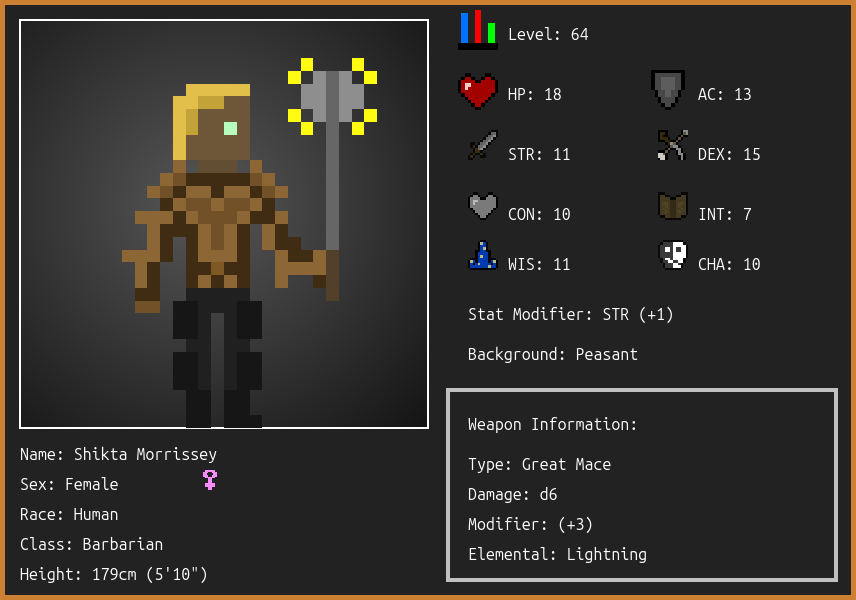 Level: 64
HP: 18
AC: 13
STR: 11
DEX: 15
CON: 10
INT: 7
WIS: 11
CHA: 10
Stat Modifier: STR (+1)
Background: Peasant
Weapon Information:
Type: Great Mace
Damage: d6
Modifier: (+3)
Elemental: Lightning
Name: Shikta Morrissey
Sex: Female
Race: Human
Class: Barbarian
Height: 179cm (5'10")